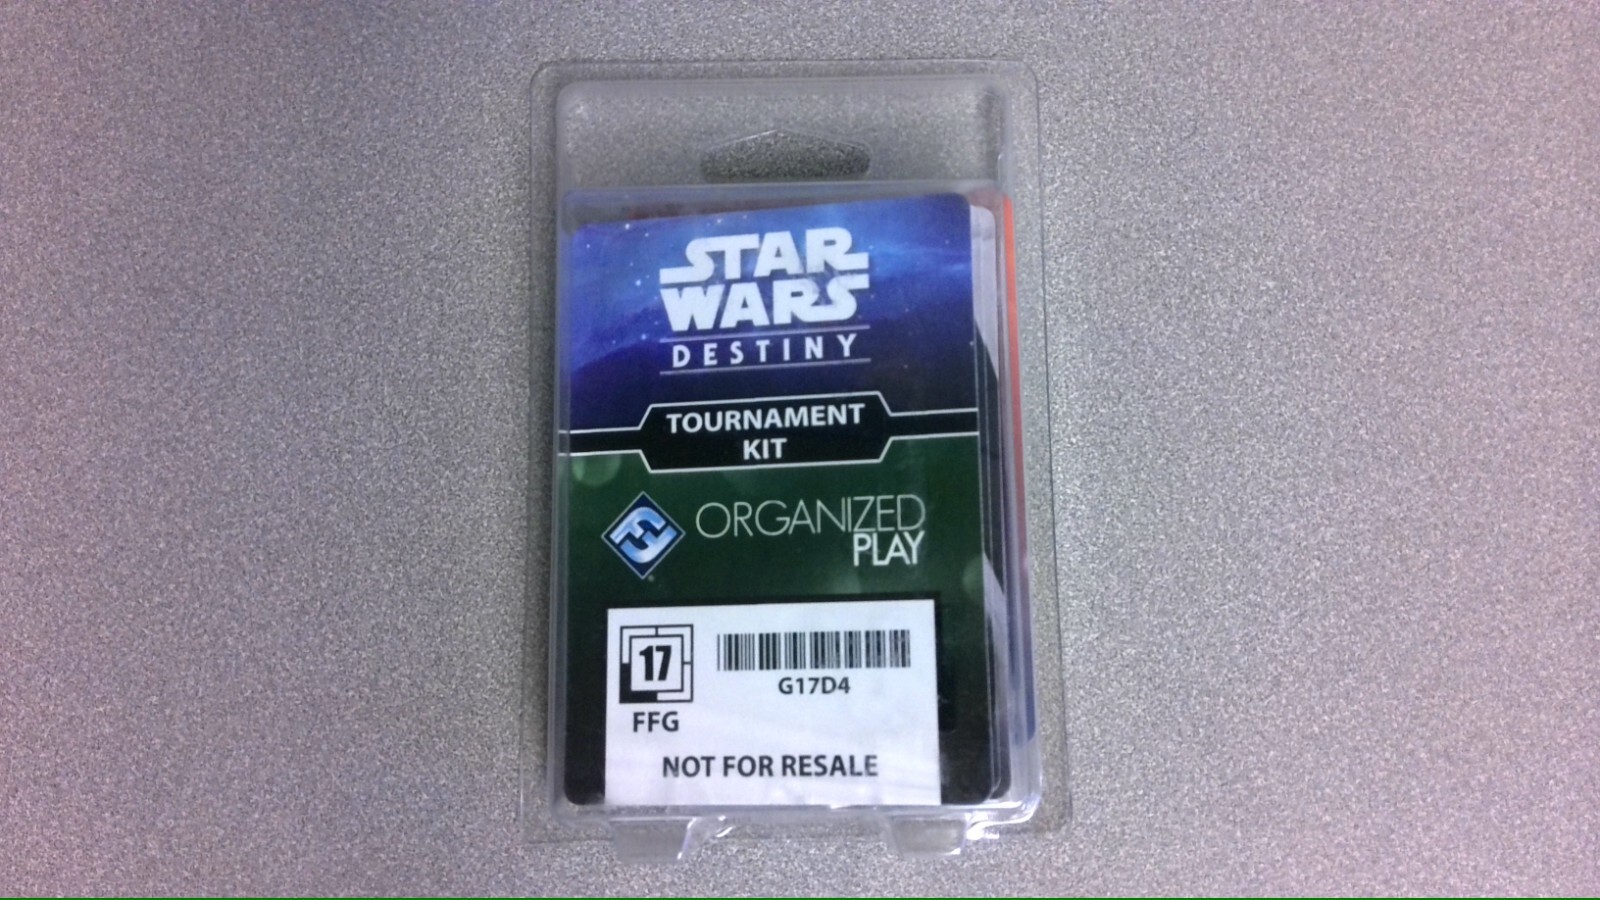 STAR
WARS
DESTINY
TOURNAMENT
KIT
ORGANIZED
PLAY
17
FFG
G17D4
NOT FOR RESALE